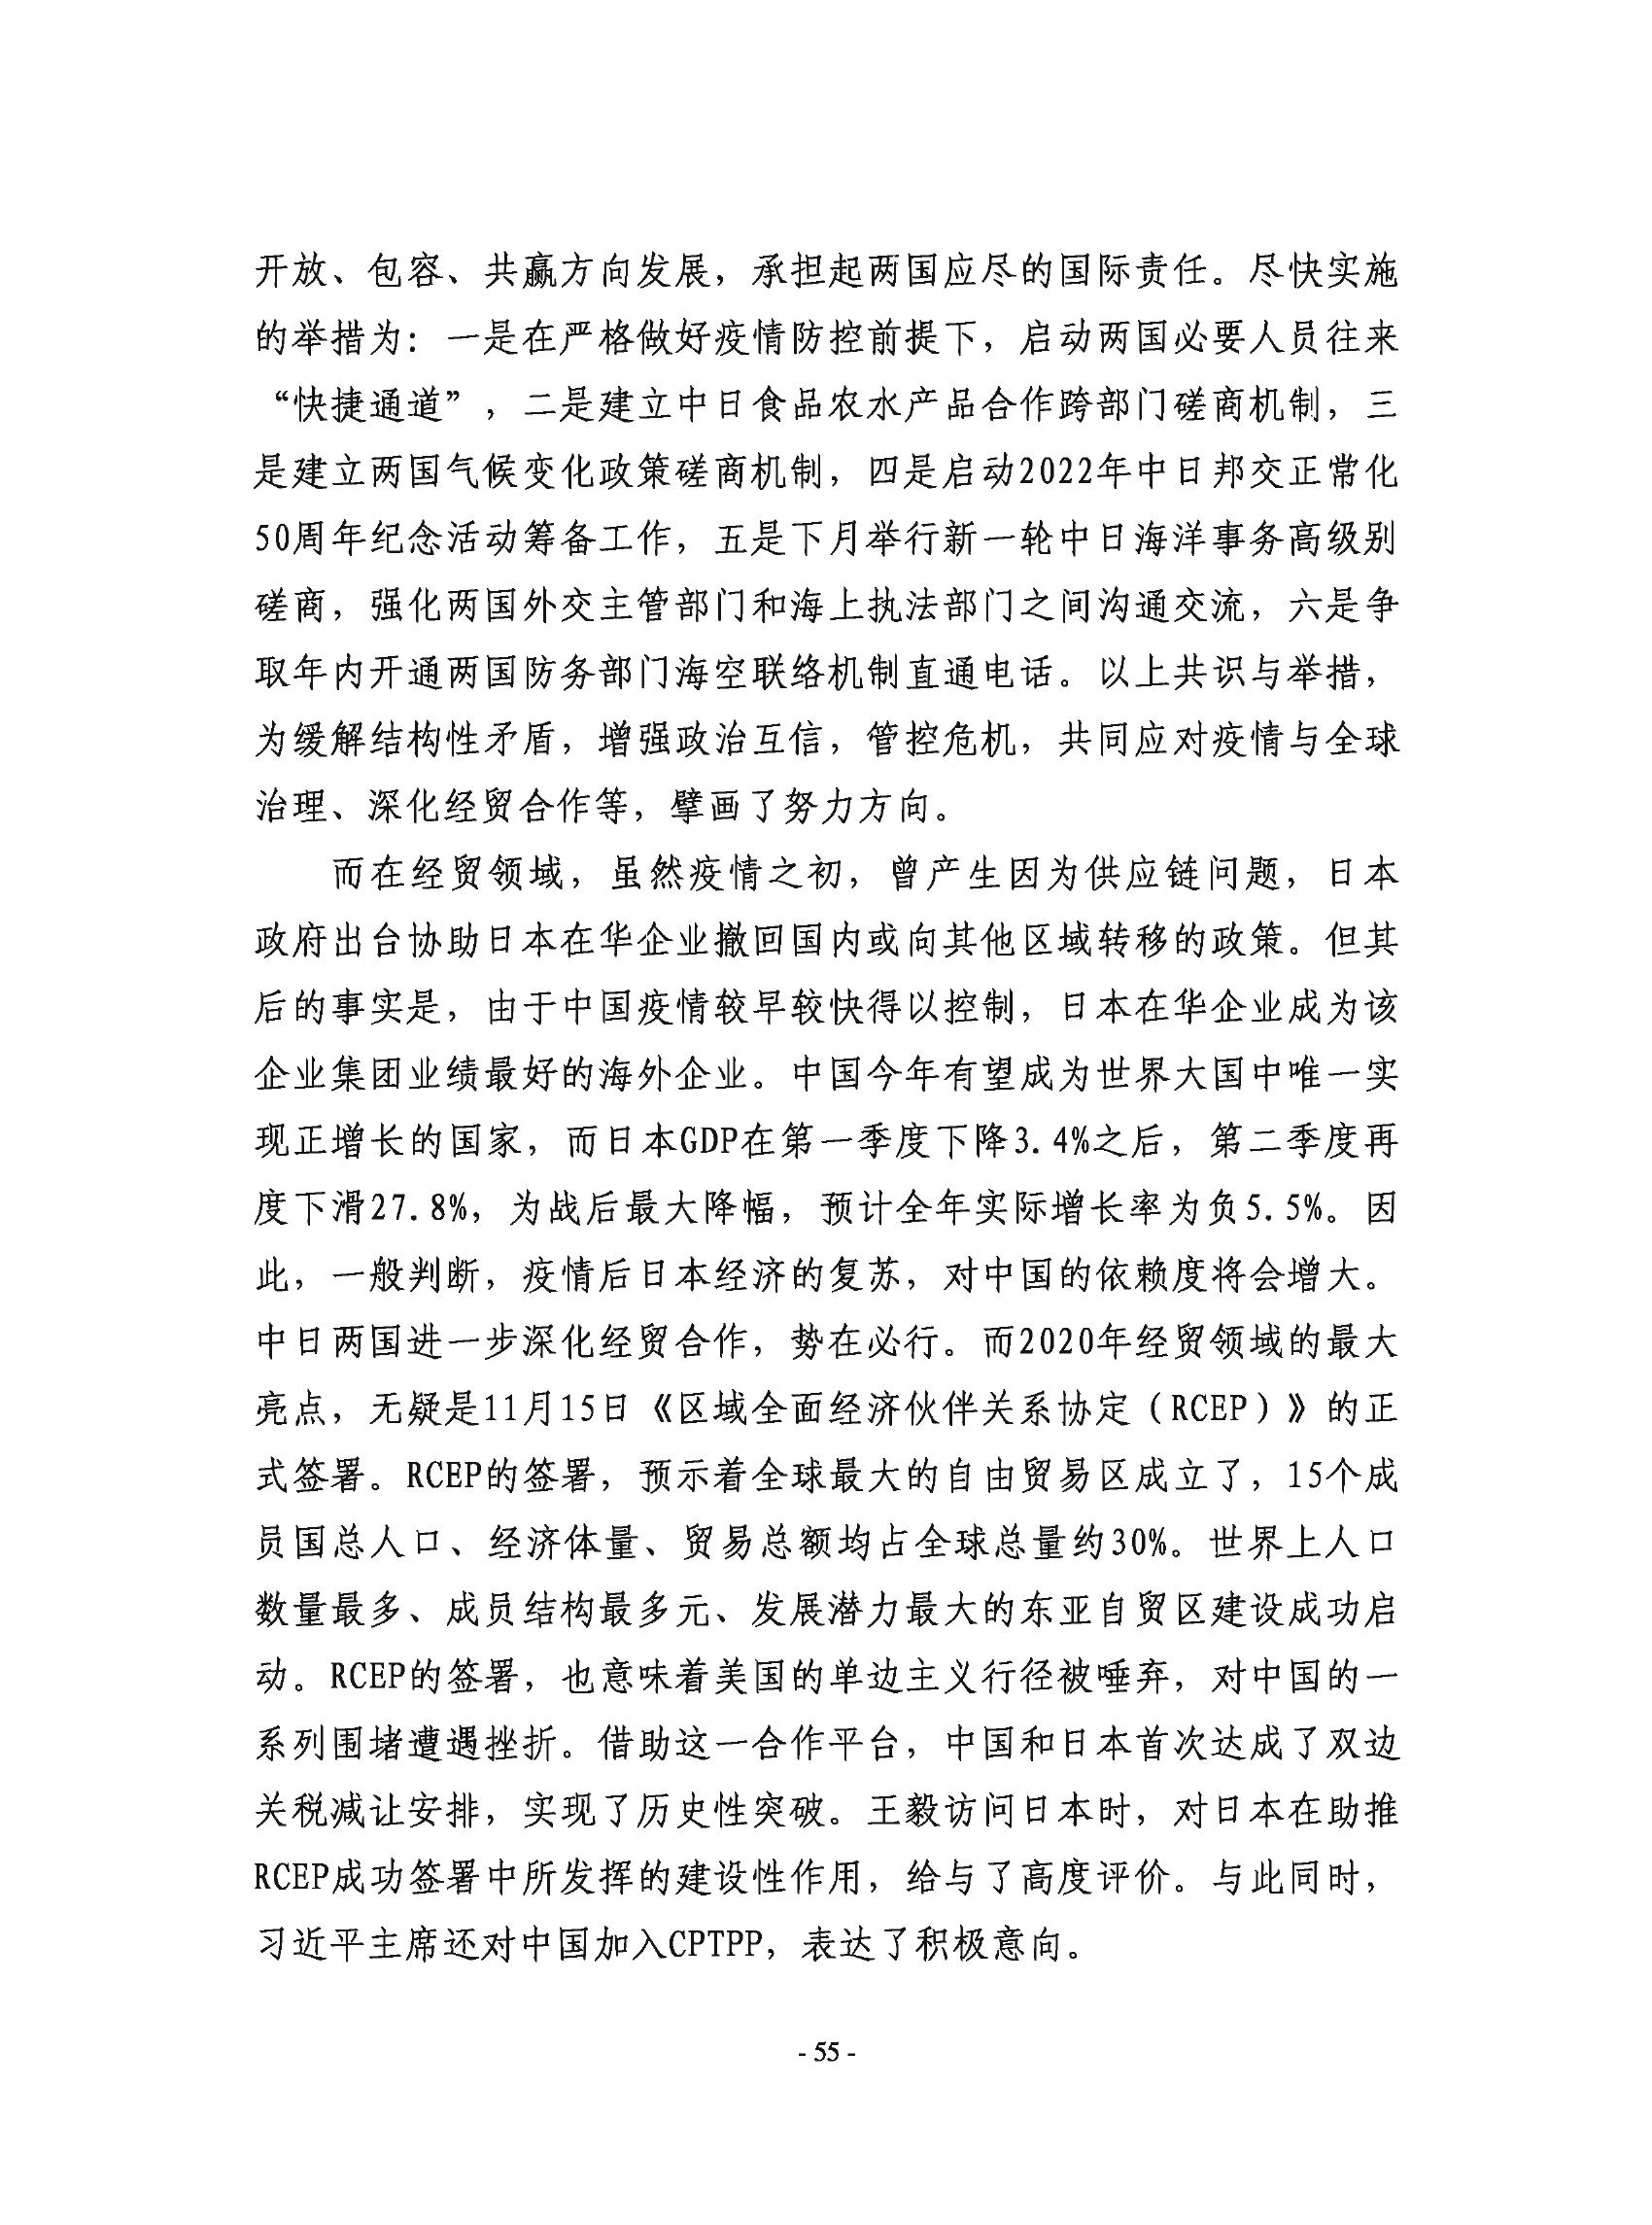 开放、包容、共赢方向发展，承担起两国应尽的国际责任。尽快实施
的举措为：一是在严格做好疫情防控前提下，启动两国必要人员往来
“快捷通道”，二是建立中日食品农水产品合作跨部门磋商机制，三
是建立两国气候变化政策磋商机制，四是启动2022年中日邦交正常化
50周年纪念活动筹备工作，五是下月举行新一轮中日海洋事务高级别
磋商，强化两国外交主管部门和海上执法部门之间沟通交流，六是争
取年内开通两国防务部门海空联络机制直通电话。以上共识与举措，
为缓解结构性矛盾，增强政治互信，管控危机，共同应对疫情与全球
治理、深化经贸合作等，擘画了努力方向。
而在经贸领域，虽然疫情之初，曾产生因为供应链问题，日本
政府出台协助日本在华企业撤回国内或向其他区域转移的政策。但其
后的事实是，由于中国疫情较早较快得以控制，日本在华企业成为该
企业集团业绩最好的海外企业。中国今年有望成为世界大国中唯一实
现正增长的国家，而日本GDP在第一季度下降3.4%之后，第二季度再
度下滑27.8%，为战后最大降幅，预计全年实际增长率为负5.5%。因
此，一般判断，疫情后日本经济的复苏，对中国的依赖度将会增大。
中日两国进一步深化经贸合作，势在必行。而2020年经贸领域的最大
亮点，无疑是11月15日《区域全面经济伙伴关系协定（RCEP）》的正
式签署。RCEP的签署，预示着全球最大的自由贸易区成立了，15个成
员国总人口、经济体量、贸易总额均占全球总量约30%。世界上人口
数量最多、成员结构最多元、发展潜力最大的东亚自贸区建设成功启
动。RCEP的签署，也意味着美国的单边主义行径被唾弃，对中国的一
系列围堵遭遇挫折。借助这一合作平台，中国和日本首次达成了双边
关税减让安排，实现了历史性突破。王毅访问日本时，对日本在助推
RCEP成功签署中所发挥的建设性作用，给与了高度评价。与此同时，
习近平主席还对中国加入CPTPP，表达了积极意向。
- 55 -